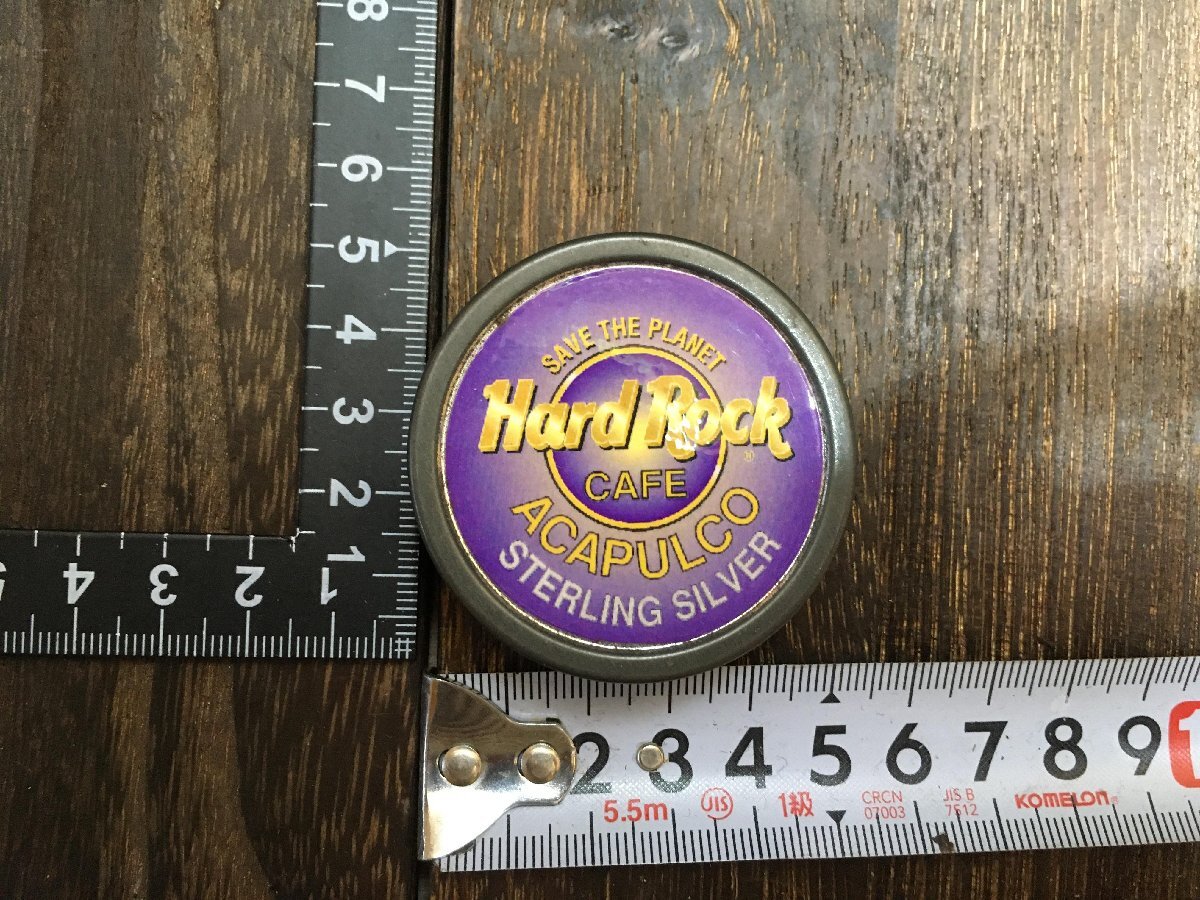 8
7
6
5
4
3
2
1
1 2 3 4
SAVE THE PLANET
Hard Rock
®
CAFE
ACAPULCO
STERLING SILVER
2 3 4 5 6 7 8 9 1
5.5m JIS 1級 CRCN 07003 JIS B 7512 KOMELON